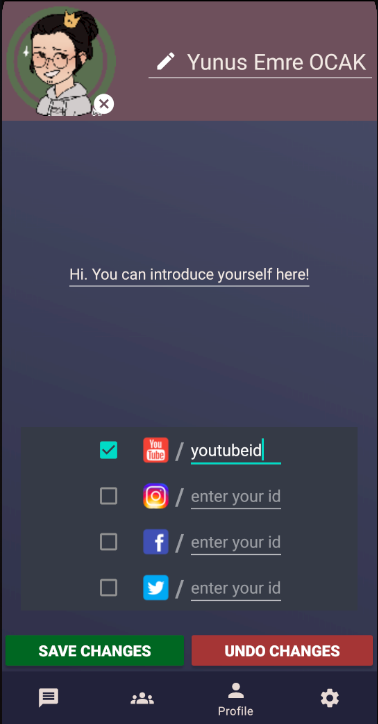 Yunus Emre OCAK
Hi. You can introduce yourself here!
You
Tube
/ youtubeid
/ enter your id
f / enter your id
/ enter your id
SAVE CHANGES
UNDO CHANGES
Profile